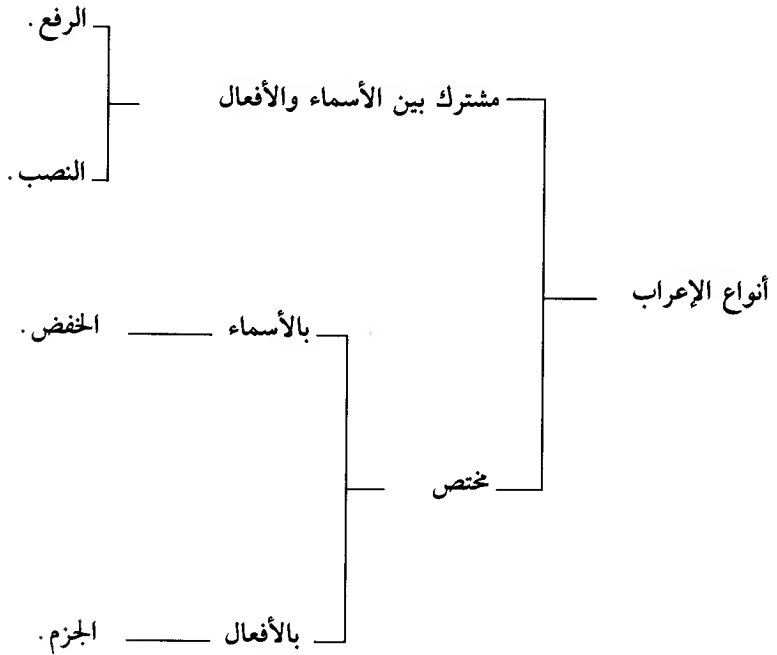 الرفع.
مشترك بين الأسماء والأفعال
النصب.
أنواع الإعراب
بالأسماء الخفض.
مختص
بالأفعال الجزم.